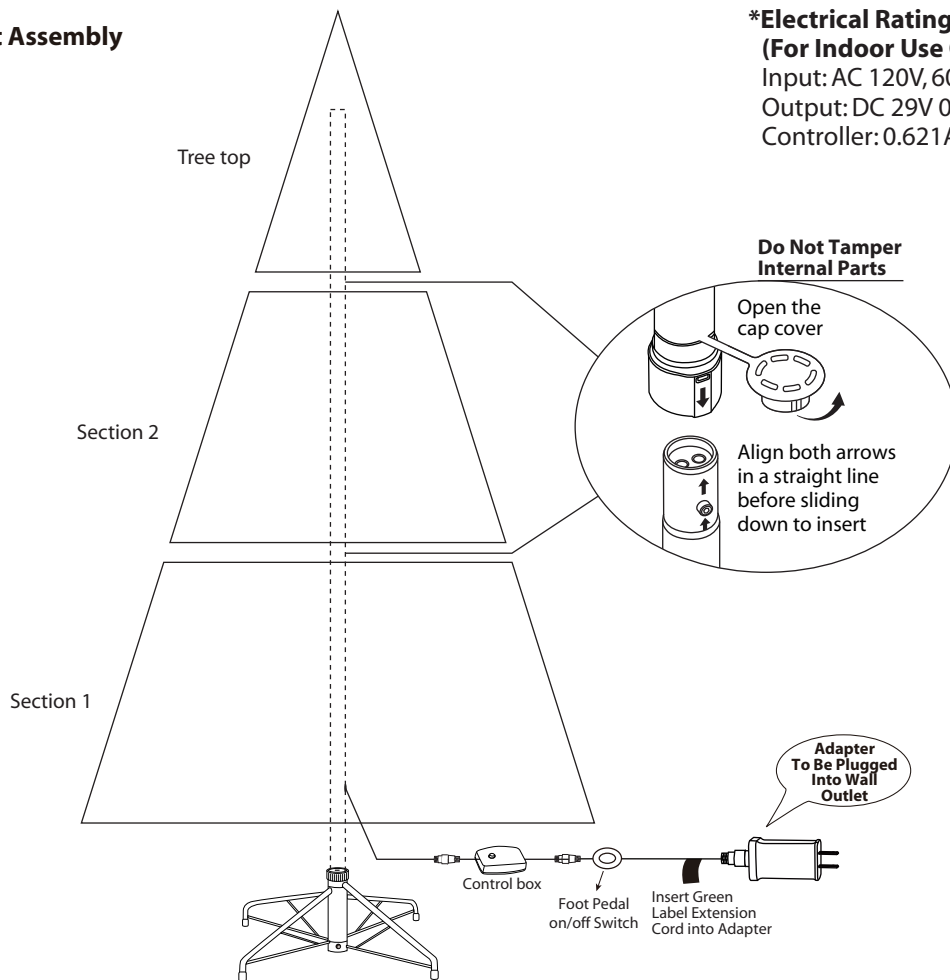 Assembly
*Electrical Rating
(For Indoor Use
Input: AC 120V, 60
Output: DC 29V 0
Controller: 0.621A
Tree top
Do Not Tamper
Internal Parts
Open the
cap cover
Section 2
Align both arrows
in a straight line
before sliding
down to insert
Section 1
Adapter
To Be Plugged
Into Wall
Outlet
Control box
Foot Pedal
on/off Switch
Insert Green
Label Extension
Cord into Adapter